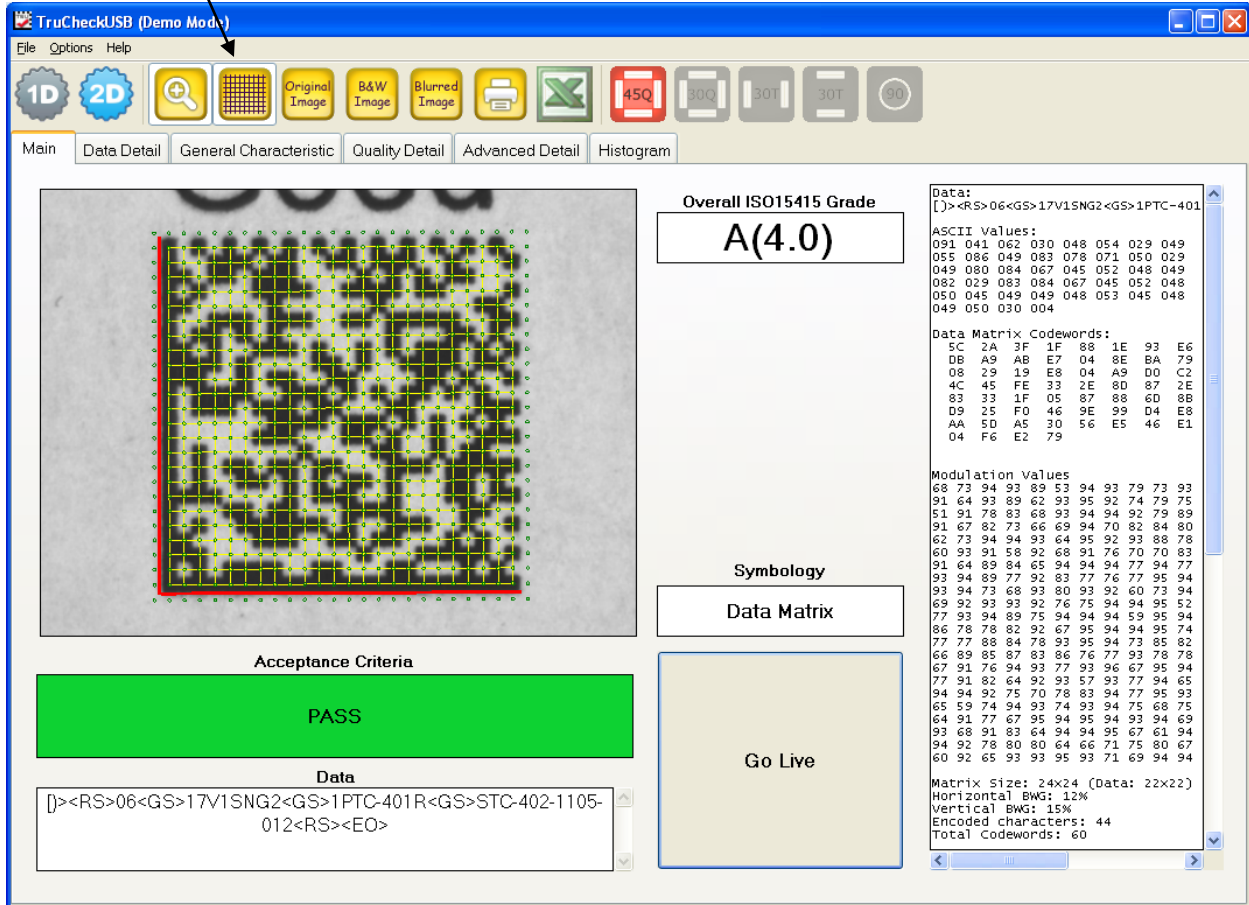 TruCheckUSB (Demo Mode)
File Options Help
1D 2D Original Image B&W Image Blurred Image 45Q 30Q 30T 30T 90
Main Data Detail General Characteristic Quality Detail Advanced Detail Histogram
Overall ISO15415 Grade
A(4.0)
Symbology
Data Matrix
Acceptance Criteria
PASS
Go Live
Data
[)><RS>06<GS>17V1SNG2<GS>1PTC-401R<GS>STC-402-1105-
012<RS><EO>
Data:
[)><RS>06<GS>17V1SNG2<GS>1PTC-401
ASCII Values:
091 041 062 030 048 054 029 049
055 086 049 083 078 071 050 029
049 080 084 067 045 052 048 049
082 029 083 084 067 045 052 048
050 045 049 049 048 053 045 048
049 050 030 004
Data Matrix Codewords:
5C 2A 3F 1F 88 1E 93 E6
DB A9 AB E7 04 8E BA 79
08 29 19 E8 04 A9 D0 C2
4C 45 FE 33 2E 8D 87 2E
83 33 1F 05 87 88 6D 8B
D9 25 F0 46 9E 99 D4 E8
AA 5D A5 30 56 E5 46 E1
04 F6 E2 79
Modulation Values
68 73 94 93 89 53 94 93 79 73 93
91 64 93 89 62 93 95 92 74 79 75
51 91 78 83 68 93 94 94 92 79 89
91 67 82 73 66 69 94 70 82 84 80
62 73 94 94 93 64 95 92 93 88 78
60 93 91 58 92 68 91 76 70 70 83
91 64 89 84 65 94 94 94 77 94 77
93 94 89 77 92 83 77 76 77 95 94
93 94 73 68 93 80 93 92 60 73 94
69 92 93 93 92 76 75 94 94 95 52
77 93 94 89 75 94 94 94 59 95 94
86 78 78 82 92 67 95 94 94 95 74
77 77 88 84 78 93 95 94 73 85 82
66 89 85 87 83 86 76 77 93 78 78
67 91 76 94 93 77 93 96 67 95 94
77 91 82 64 92 93 57 93 77 94 65
94 94 92 75 70 78 83 94 77 95 93
65 59 74 94 93 74 93 94 75 68 75
64 91 77 67 95 94 95 94 93 94 69
93 68 91 83 64 94 94 95 67 61 94
94 92 78 80 80 64 66 71 75 80 67
60 92 65 93 93 95 93 71 69 94 94
Matrix Size: 24x24 (Data: 22x22)
Horizontal BWG: 12%
Vertical BWG: 15%
Encoded characters: 44
Total Codewords: 60